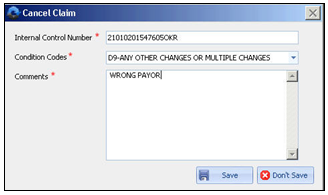 Cancel Claim
Internal Control Number * 21010201547605CKR
Condition Codes * D9-ANY OTHER CHANGES OR MULTIPLE CHANGES
Comments * WRONG PAYOR
Save Don't Save